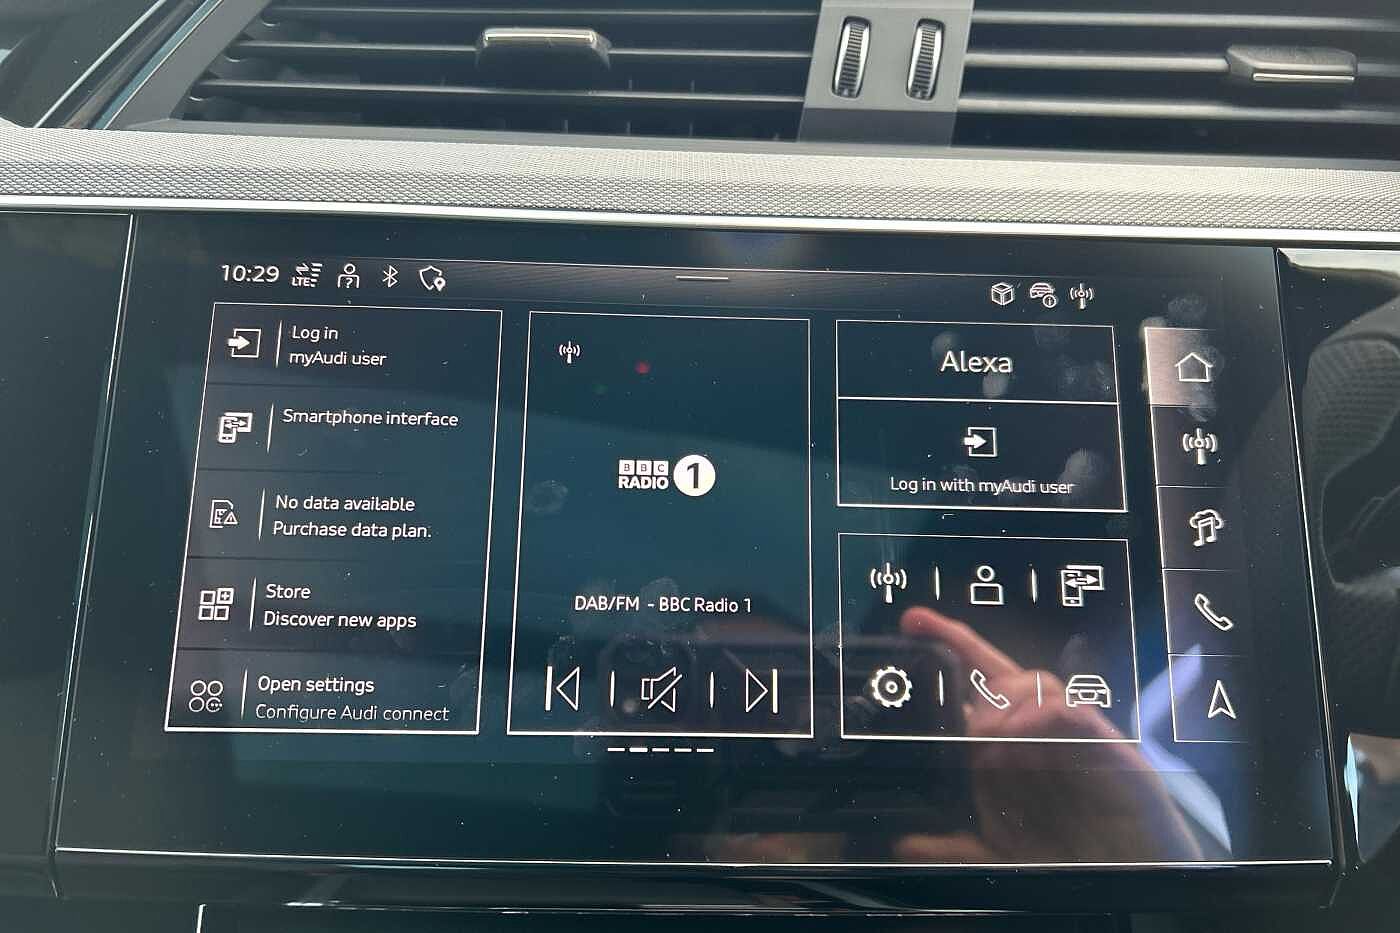 10:29
LTE
Log in
myAudi user
Smartphone interface
No data available
Purchase data plan.
Store
Discover new apps
Open settings
Configure Audi connect
BBC
RADIO 1
DAB/FM - BBC Radio 1
Alexa
Log in with myAudi user